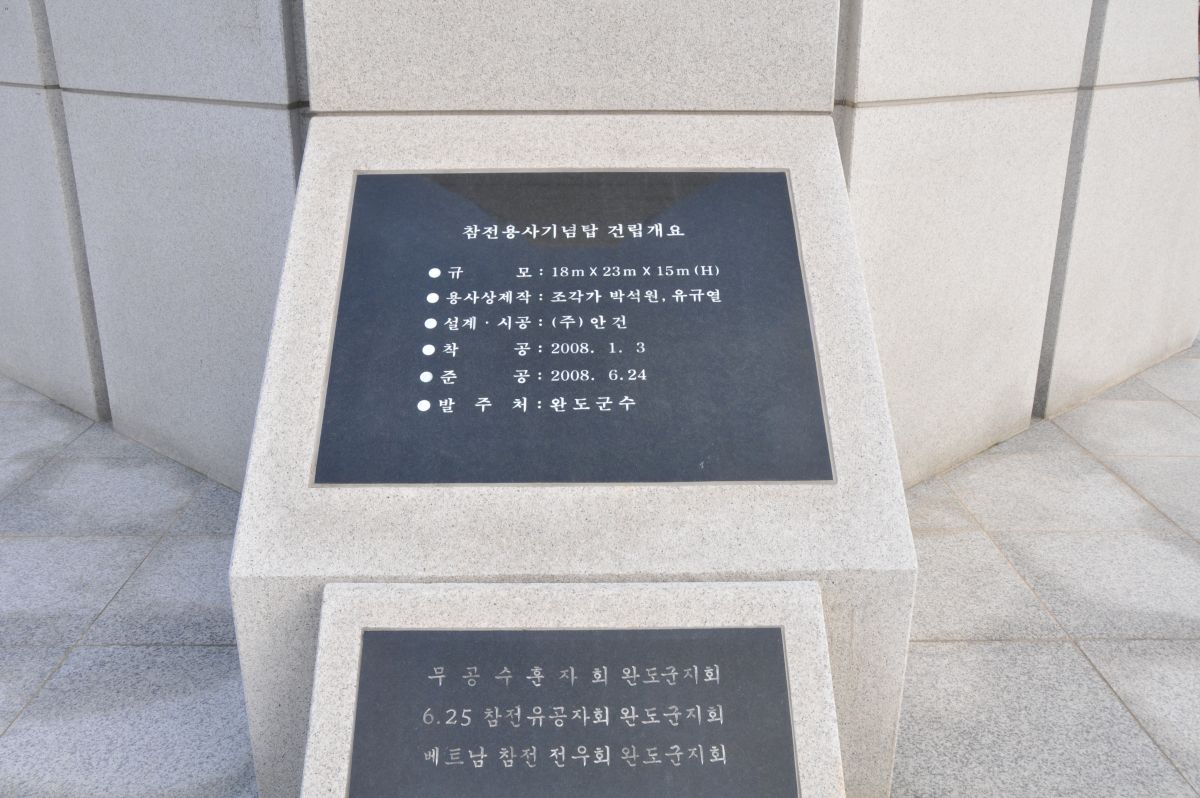 참전용사기념탑 건립개요
● 규 모 : 18m X 23m X 15m (H)
● 용사상제작 : 조각가 박석원, 유규열
● 설계 · 시공 : (주) 안건
● 착 공 : 2008. 1. 3
● 준 공 : 2008. 6.24
● 발 주 처 : 완도군수
무 공 수 훈 자 회 완도군지회
6.25 참전유공자회 완도군지회
베트남 참전 전우회 완도군지회